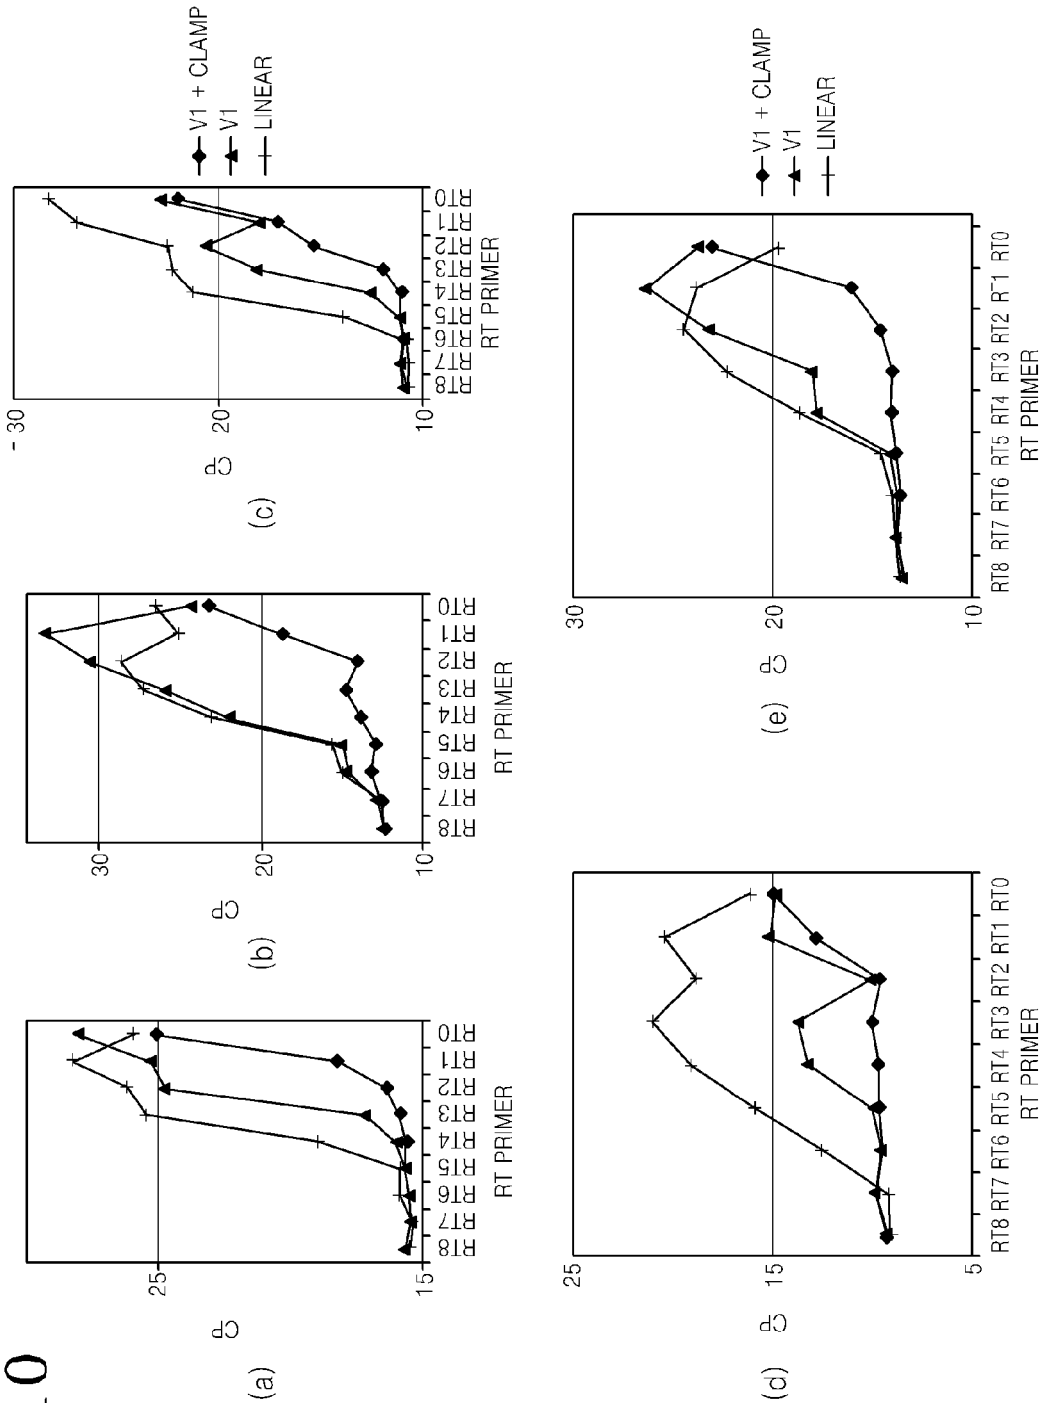 0
(a)
CP
25
15
RT8
RT7
RT6
RT5
RT4
RT3
RT2
RT1
RT0
RT PRIMER
(b)
CP
30
20
10
RT8
RT7
RT6
RT5
RT4
RT3
RT2
RT1
RT0
RT PRIMER
(c)
CP
30
20
10
RT8
RT7
RT6
RT5
RT4
RT3
RT2
RT1
RT0
RT PRIMER
V1 + CLAMP
V1
LINEAR
(d)
CP
25
15
5
RT8 RT7 RT6 RT5 RT4 RT3 RT2 RT1 RT0
RT PRIMER
(e)
CP
30
20
10
RT8 RT7 RT6 RT5 RT4 RT3 RT2 RT1 RT0
RT PRIMER
V1 + CLAMP
V1
LINEAR